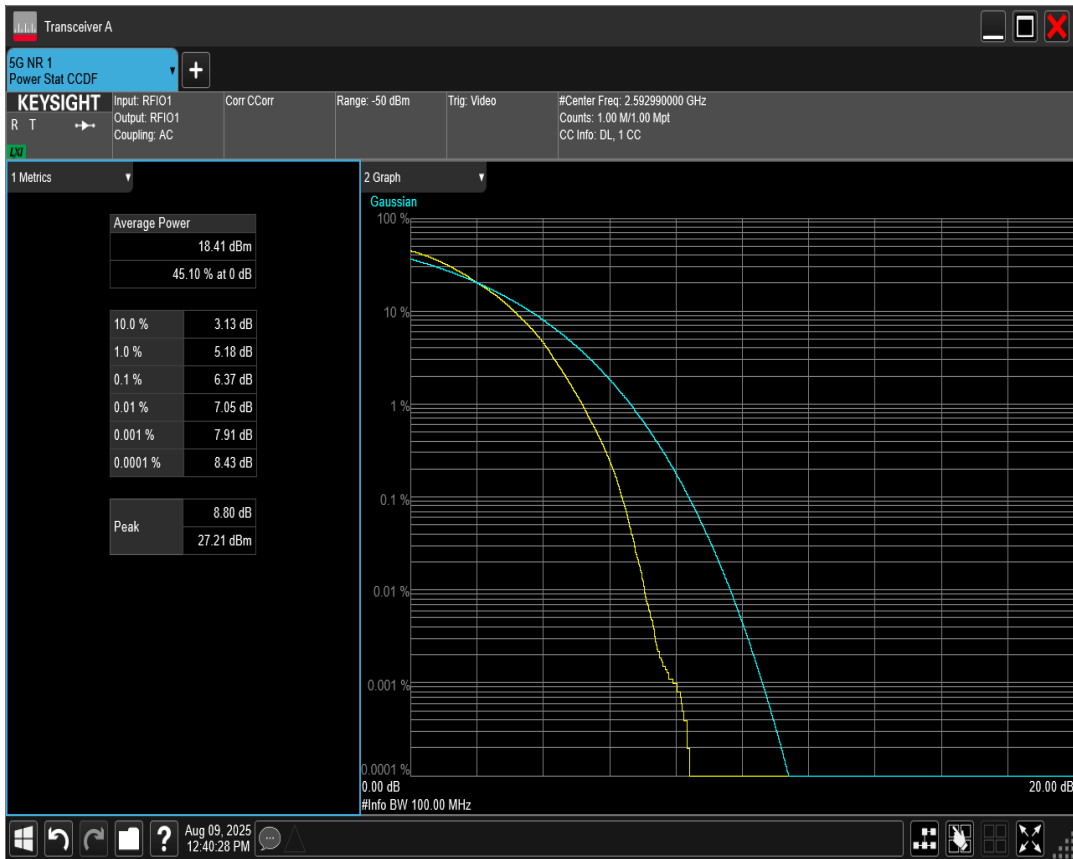 Transceiver A
5G NR 1
Power Stat CCDF
+
KEYSIGHT
R T
LXI
Input: RFIO1
Output: RFIO1
Coupling: AC
Corr CCorr
Range: -50 dBm
Trig: Video
#Center Freq: 2.592990000 GHz
Counts: 1.00 M/1.00 Mpt
CC Info: DL, 1 CC
1 Metrics
Average Power
18.41 dBm
45.10 % at 0 dB
10.0 % 3.13 dB
1.0 % 5.18 dB
0.1 % 6.37 dB
0.01 % 7.05 dB
0.001 % 7.91 dB
0.0001 % 8.43 dB
Peak 8.80 dB
27.21 dBm
2 Graph
Gaussian
100 %
10 %
1 %
0.1 %
0.01 %
0.001 %
0.0001 %
0.00 dB 20.00 dB
#Info BW 100.00 MHz
?
Aug 09, 2025
12:40:28 PM